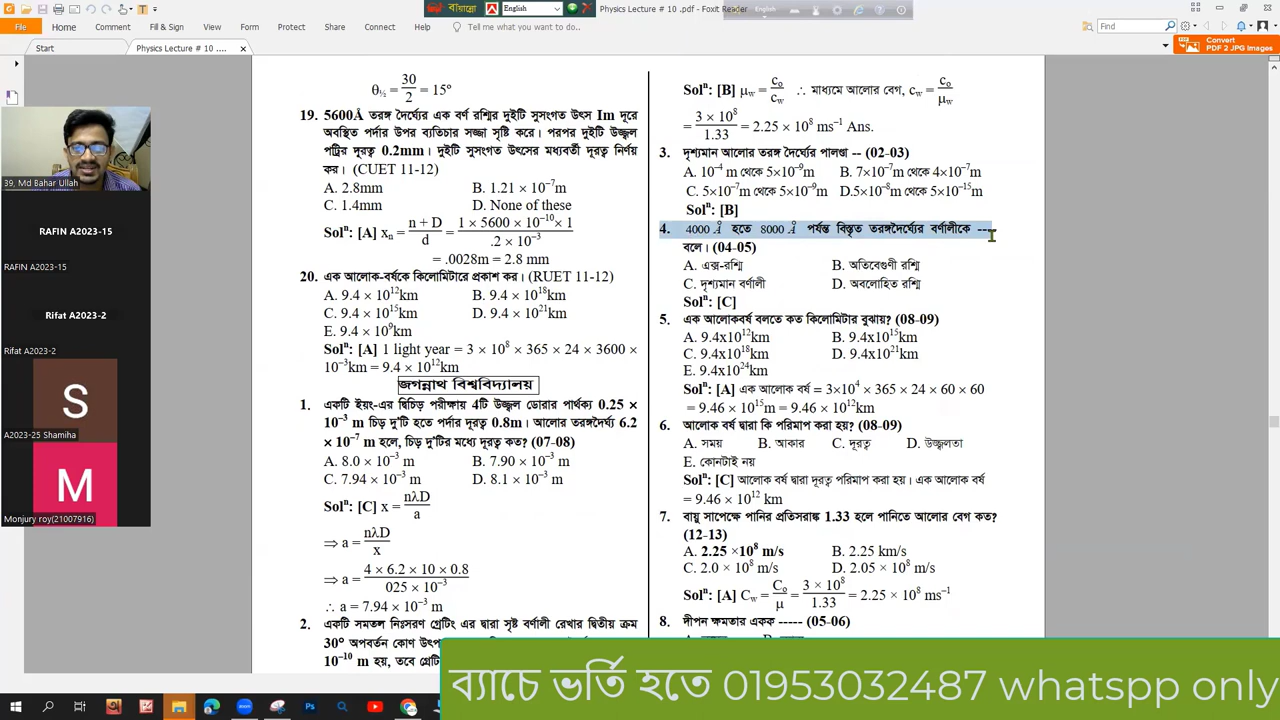 বাংলা
English
Physics Lecture # 10 .pdf - Foxit Reader
English
File
Home
Comment
Fill & Sign
View
Form
Protect
Share
Connect
Help
Tell me what you want to do...
Find
Start
Physics Lecture # 10 ....
Convert
PDF 2 JPG Images
39, Md Bahar Ullah
RAFIN A2023-15
RAFIN A2023-15
Rifat A2023-2
Rifat A2023-2
S
A2023-25 Shamiha
M
Monjury roy(21007916)
θ½ = 30/2 = 15°
19. 5600Å তরঙ্গ দৈর্ঘ্যের এক বর্ণ রশ্মির দুইটি সুসংগত উৎস Im দূরে
অবস্থিত পর্দার উপর ব্যতিচার সজ্জা সৃষ্টি করে। পরপর দুইটি উজ্জ্বল
পট্টির দূরত্ব 0.2mm। দুইটি সুসংগত উৎসের মধ্যবর্তী দূরত্ব নির্ণয়
কর। (CUET 11-12)
A. 2.8mm B. 1.21 × 10⁻⁷m
C. 1.4mm D. None of these
Solⁿ: [A] xₙ = n + D/d = 1 × 5600 × 10⁻¹⁰ × 1/.2 × 10⁻³
= .0028m = 2.8 mm
20. এক আলোক-বর্ষকে কিলোমিটারে প্রকাশ কর। (RUET 11-12)
A. 9.4 × 10¹²km B. 9.4 × 10¹⁸km
C. 9.4 × 10¹⁵km D. 9.4 × 10²¹km
E. 9.4 × 10⁹km
Solⁿ: [A] 1 light year = 3 × 10⁸ × 365 × 24 × 3600 ×
10⁻³km = 9.4 × 10¹²km
জগন্নাথ বিশ্ববিদ্যালয়
1. একটি ইয়ং-এর দ্বিচিড় পরীক্ষায় 4টি উজ্জ্বল ডোরার পার্থক্য 0.25 ×
10⁻³ m চিড় দু'টি হতে পর্দার দূরত্ব 0.8m। আলোর তরঙ্গদৈর্ঘ্য 6.2
× 10⁻⁷ m হলে, চিড় দু'টির মধ্যে দূরত্ব কত? (07-08)
A. 8.0 × 10⁻³ m B. 7.90 × 10⁻³ m
C. 7.94 × 10⁻³ m D. 8.1 × 10⁻³ m
Solⁿ: [C] x = nλD/a
⇒ a = nλD/x
⇒ a = 4 × 6.2 × 10 × 0.8/025 × 10⁻³
∴ a = 7.94 × 10⁻³ m
2. একটি সমতল নিঃসরণ গ্রেটিং এর দ্বারা সৃষ্ট বর্ণালী রেখার দ্বিতীয় ক্রম
30° অপবর্তন কোণ উৎপ
10⁻¹⁰ m হয়, তবে গ্রেটি
Solⁿ: [B] μw = c₀/cw ∴ মাধ্যমে আলোর বেগ, cw = c₀/μw
= 3 × 10⁸/1.33 = 2.25 × 10⁸ ms⁻¹ Ans.
3. দৃশ্যমান আলোর তরঙ্গ দৈর্ঘ্যের পাল্লা -- (02-03)
A. 10⁻⁴ m থেকে 5×10⁻⁹m B. 7×10⁻⁷m থেকে 4×10⁻⁷m
C. 5×10⁻⁷m থেকে 5×10⁻⁹m D.5×10⁻⁸m থেকে 5×10⁻¹⁵m
Solⁿ: [B]
4. 4000 Å হতে 8000 Å পর্যন্ত বিস্তৃত তরঙ্গদৈর্ঘ্যের বর্ণালীকে ----
বলে। (04-05)
A. এক্স-রশ্মি B. অতিবেগুণী রশ্মি
C. দৃশ্যমান বর্ণালী D. অবলোহিত রশ্মি
Solⁿ: [C]
5. এক আলোকবর্ষ বলতে কত কিলোমিটার বুঝায়? (08-09)
A. 9.4x10¹²km B. 9.4x10¹⁵km
C. 9.4x10¹⁸km D. 9.4x10²¹km
E. 9.4x10²⁴km
Solⁿ: [A] এক আলোক বর্ষ = 3×10⁴ × 365 × 24 × 60 × 60
= 9.46 × 10¹⁵m = 9.46 × 10¹²km
6. আলোক বর্ষ দ্বারা কি পরিমাপ করা হয়? (08-09)
A. সময় B. আকার C. দূরত্ব D. উজ্জ্বলতা
E. কোনটাই নয়
Solⁿ: [C] আলোক বর্ষ দ্বারা দূরত্ব পরিমাপ করা হয়। এক আলোক বর্ষ
= 9.46 × 10¹² km
7. বায়ু সাপেক্ষে পানির প্রতিসরাঙ্ক 1.33 হলে পানিতে আলোর বেগ কত?
(12-13)
A. 2.25 ×10⁸ m/s B. 2.25 km/s
C. 2.0 × 10⁸ m/s D. 2.05 × 10⁸ m/s
Solⁿ: [A] Cw = C₀/μ = 3 × 10⁸/1.33 = 2.25 × 10⁸ ms⁻¹
8. দীপন ক্ষমতার একক ----- (05-06)
ব্যাচে ভর্তি হতে 01953032487 whatspp only